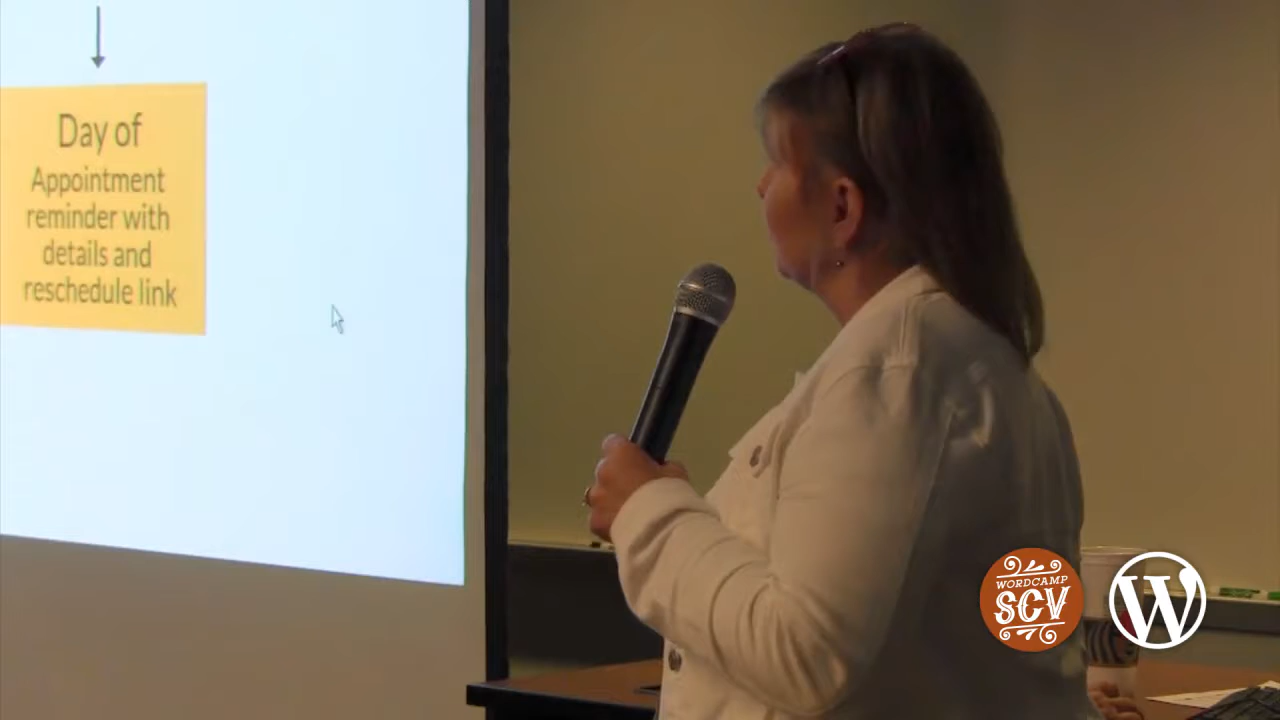 Day of
Appointment
reminder with
details and
reschedule link
WORDCAMP
SCV
W